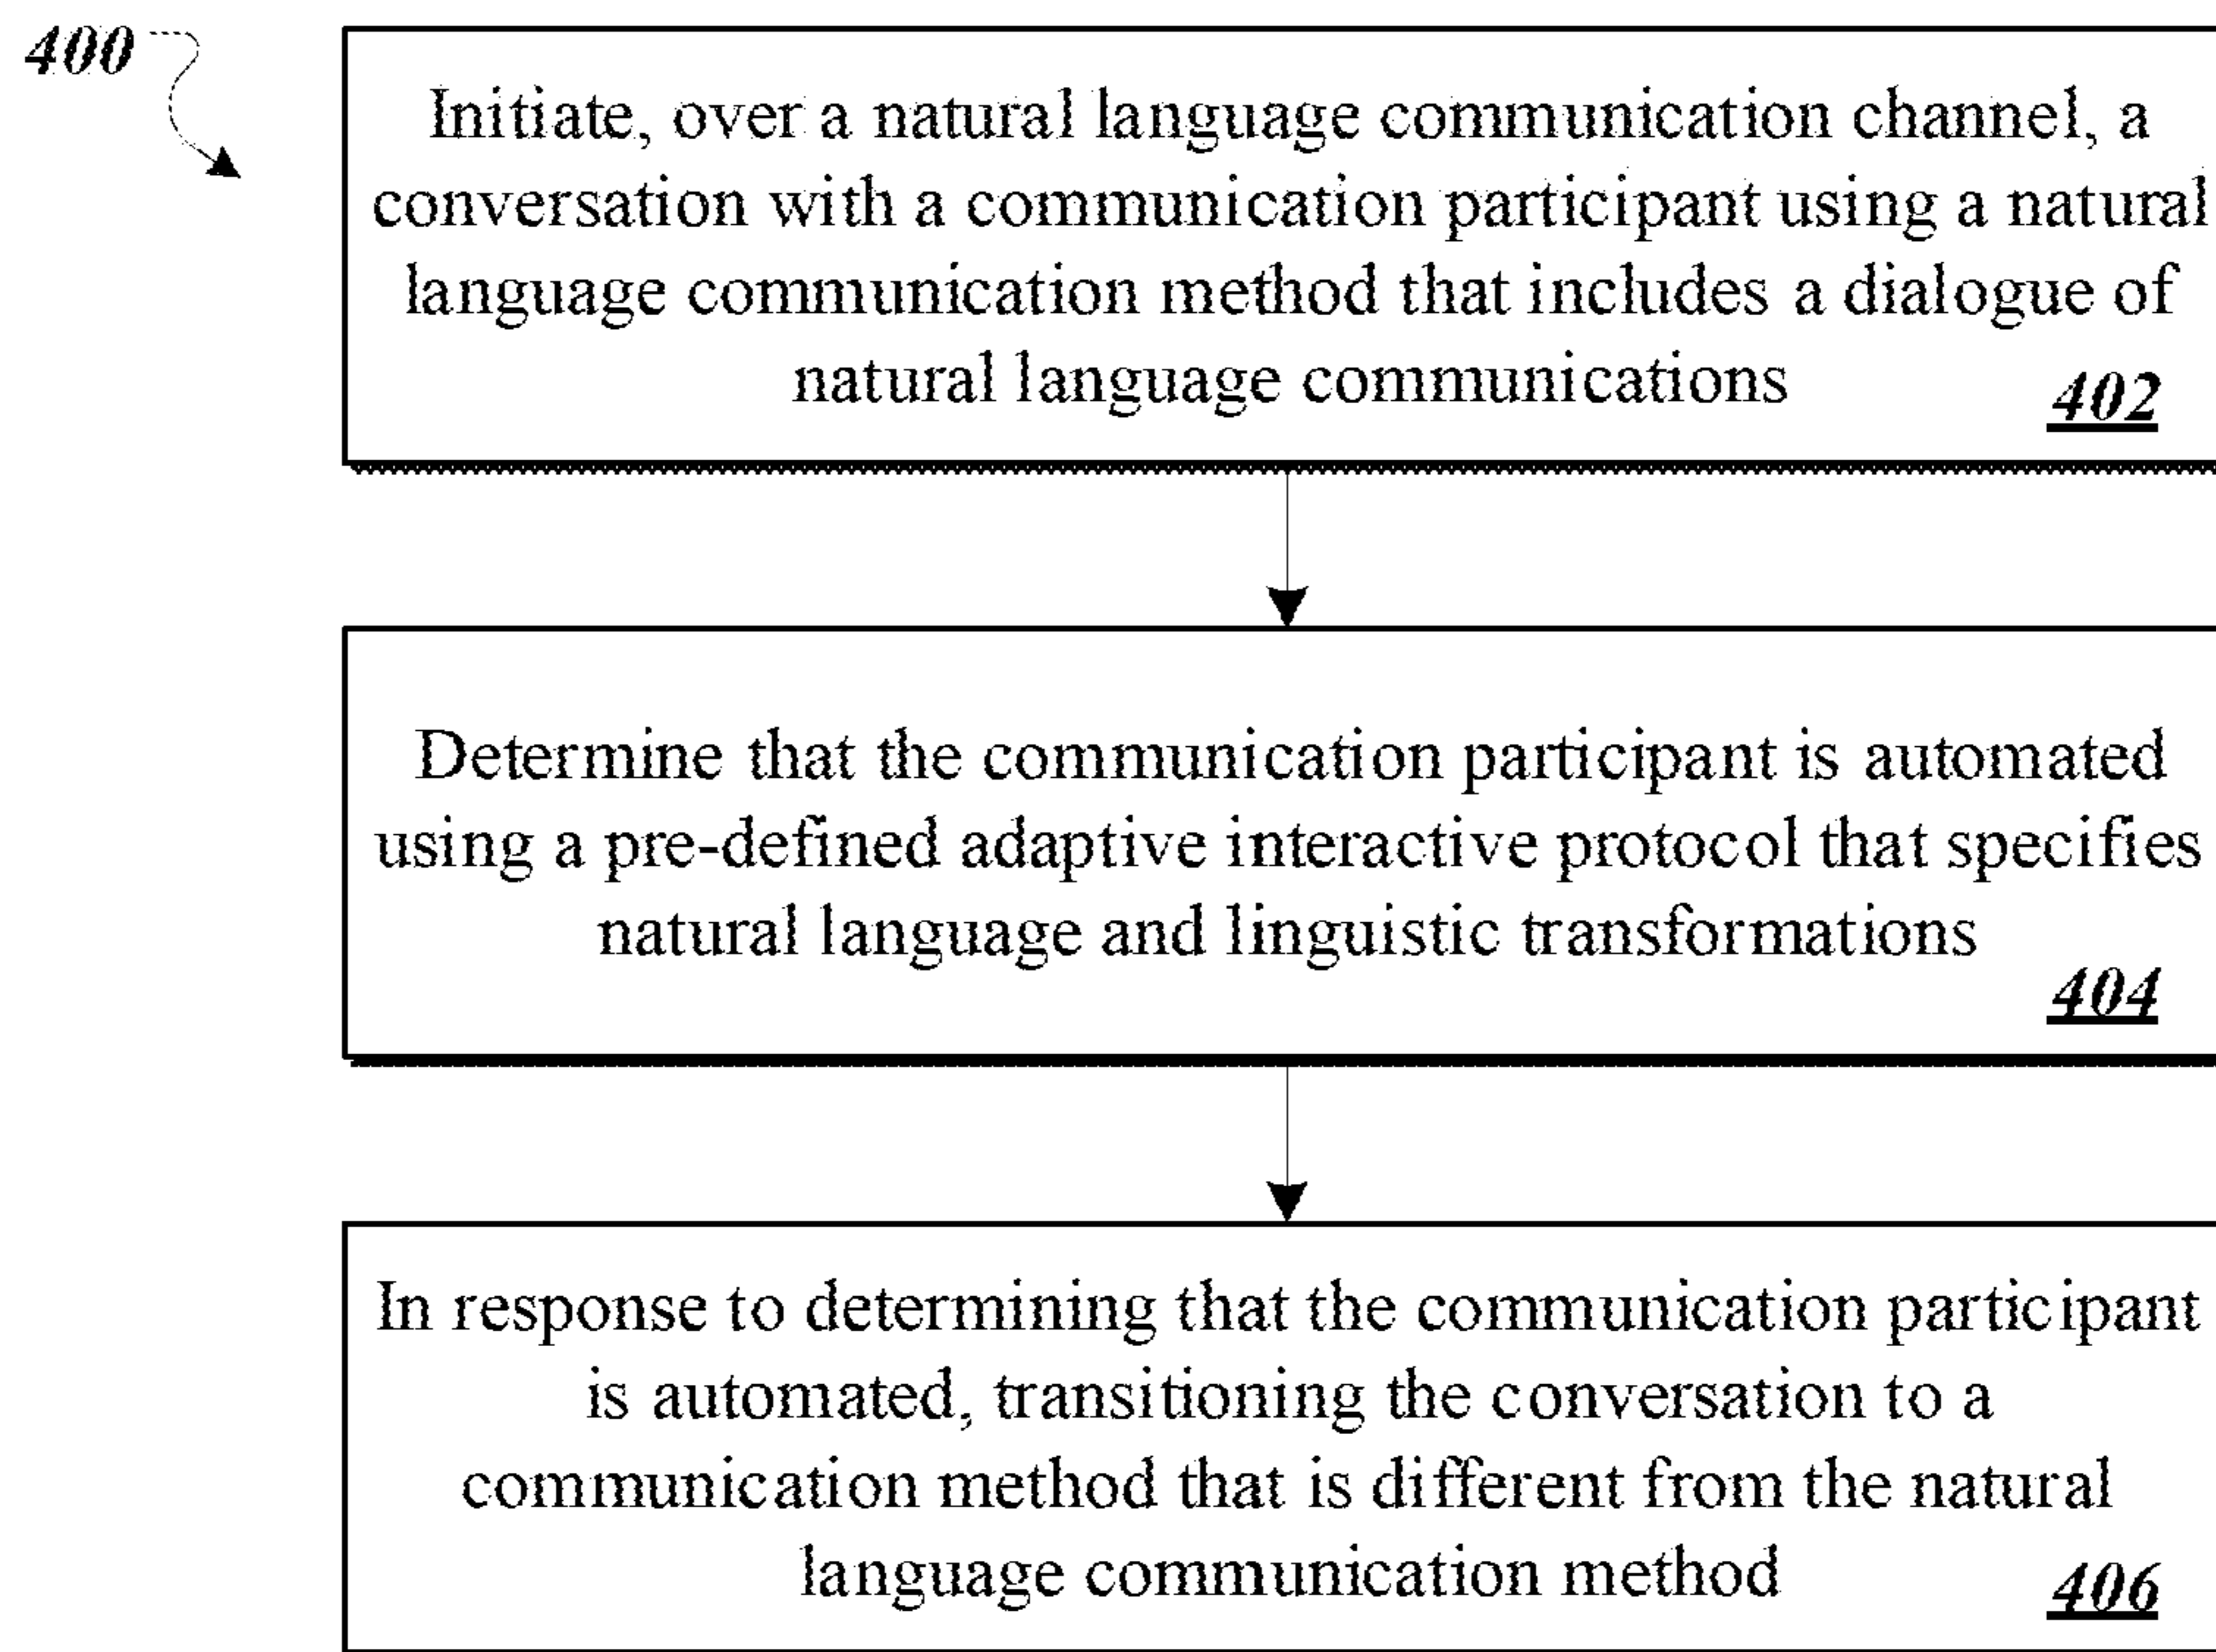 400
Initiate, over a natural language communication channel, a
conversation with a communication participant using a natural
language communication method that includes a dialogue of
natural language communications
402
Determine that the communication participant is automated
using a pre-defined adaptive interactive protocol that specifies
natural language and linguistic transformations
404
In response to determining that the communication participant
is automated, transitioning the conversation to a
communication method that is different from the natural
language communication method
406